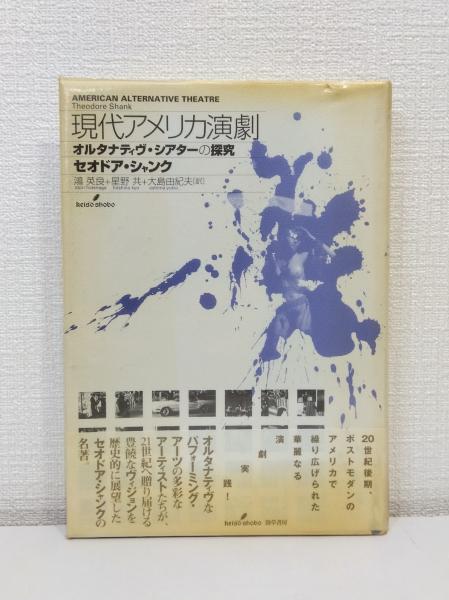 AMERICAN ALTERNATIVE THEATRE
Theodore Shank
現代アメリカ演劇
オルタナティヴ・シアターの探究
セオドア・シャンク
鴻 英良+星野 共+大島由紀夫[訳]
keiso shobo
20世紀後期、
ポストモダンの
アメリカで
繰り広げられた
華麗なる
演劇実践!
オルタナティヴな
パフォーミング・
アーツの多彩な
アーティストたちが、
21世紀へ贈り届ける
豊饒なヴィジョンを
歴史的に展望した
セオドア・シャンクの
名著。
keiso shobo 勁草書房